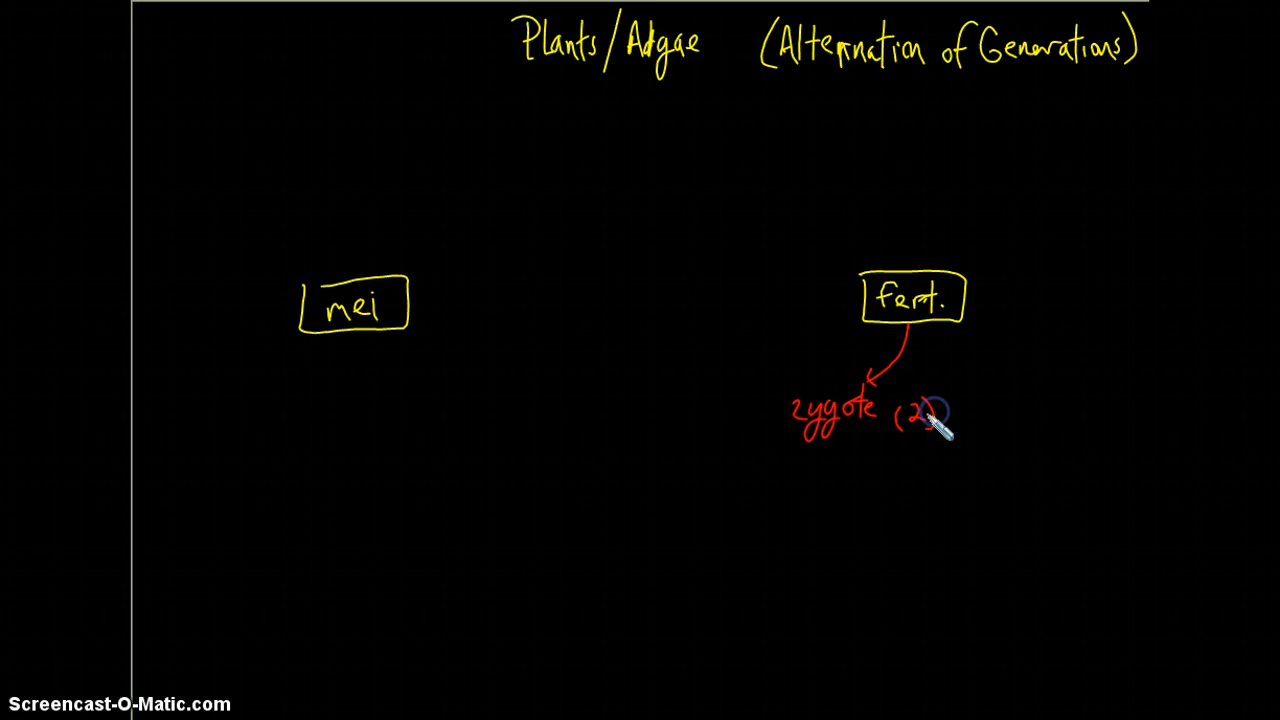 Plants/Algae (Alternation of Generations)
mei
fert.
zygote (2)
Screencast-O-Matic.com